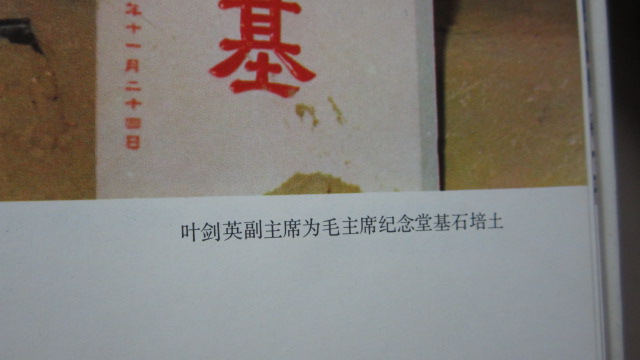 基
年十一月二十四日
叶剑英副主席为毛主席纪念堂基石培土